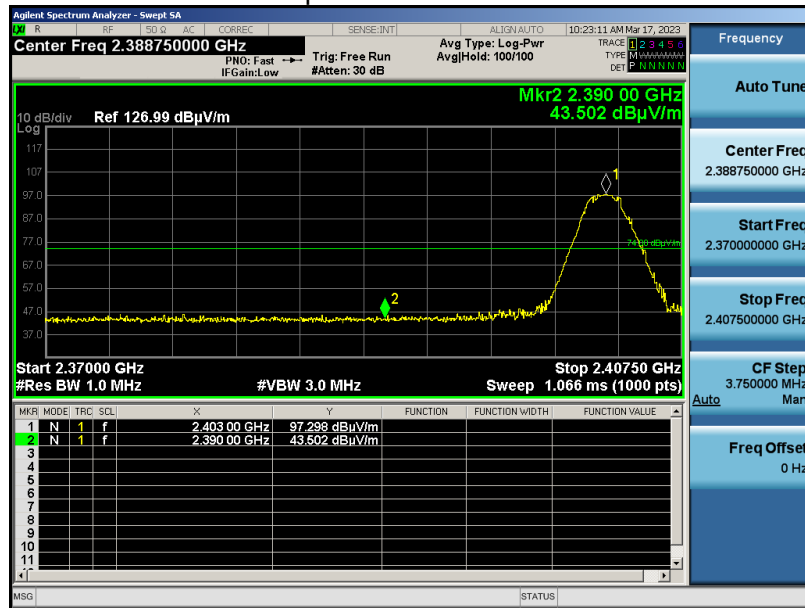 Agilent Spectrum Analyzer - Swept SA
LXI R RF 50 Ω AC CORREC SENSE:INT ALIGN AUTO 10:23:11 AM Mar 17, 2023
Center Freq 2.388750000 GHz
PNO: Fast
IFGain:Low
Trig: Free Run
#Atten: 30 dB
Avg Type: Log-Pwr
Avg|Hold: 100/100
TRACE 1 2 3 4 5 6
TYPE M
DET P N N N N N
Mkr2 2.390 00 GHz
43.502 dBµV/m
10 dB/div Ref 126.99 dBµV/m
Log
117
107
97.0
87.0
77.0
67.0
57.0
47.0
37.0
1
2
74.00 dBµV/m
Start 2.37000 GHz Stop 2.40750 GHz
#Res BW 1.0 MHz #VBW 3.0 MHz Sweep 1.066 ms (1000 pts)
MKR MODE TRC SCL X Y FUNCTION FUNCTION WIDTH FUNCTION VALUE
1 N 1 f 2.403 00 GHz 97.298 dBµV/m
2 N 1 f 2.390 00 GHz 43.502 dBµV/m
3
4
5
6
7
8
9
10
11
MSG STATUS
Frequency
Auto Tune
Center Freq
2.388750000 GHz
Start Freq
2.370000000 GHz
Stop Freq
2.407500000 GHz
CF Step
3.750000 MHz
Auto Man
Freq Offset
0 Hz